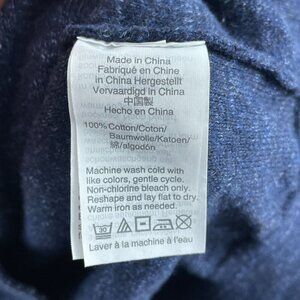 Made in China
Fabriqué en Chine
in China Hergestellt
Vervaardigd in China
中国製
Hecho en China
100% Cotton/Coton/
Baumwolle/Katoen/
綿/algodón
Machine wash cold with
like colors, gentle cycle.
Non-chlorine bleach only.
Reshape and lay flat to dry.
Warm iron as needed.
30
Laver à la machine à l'eau